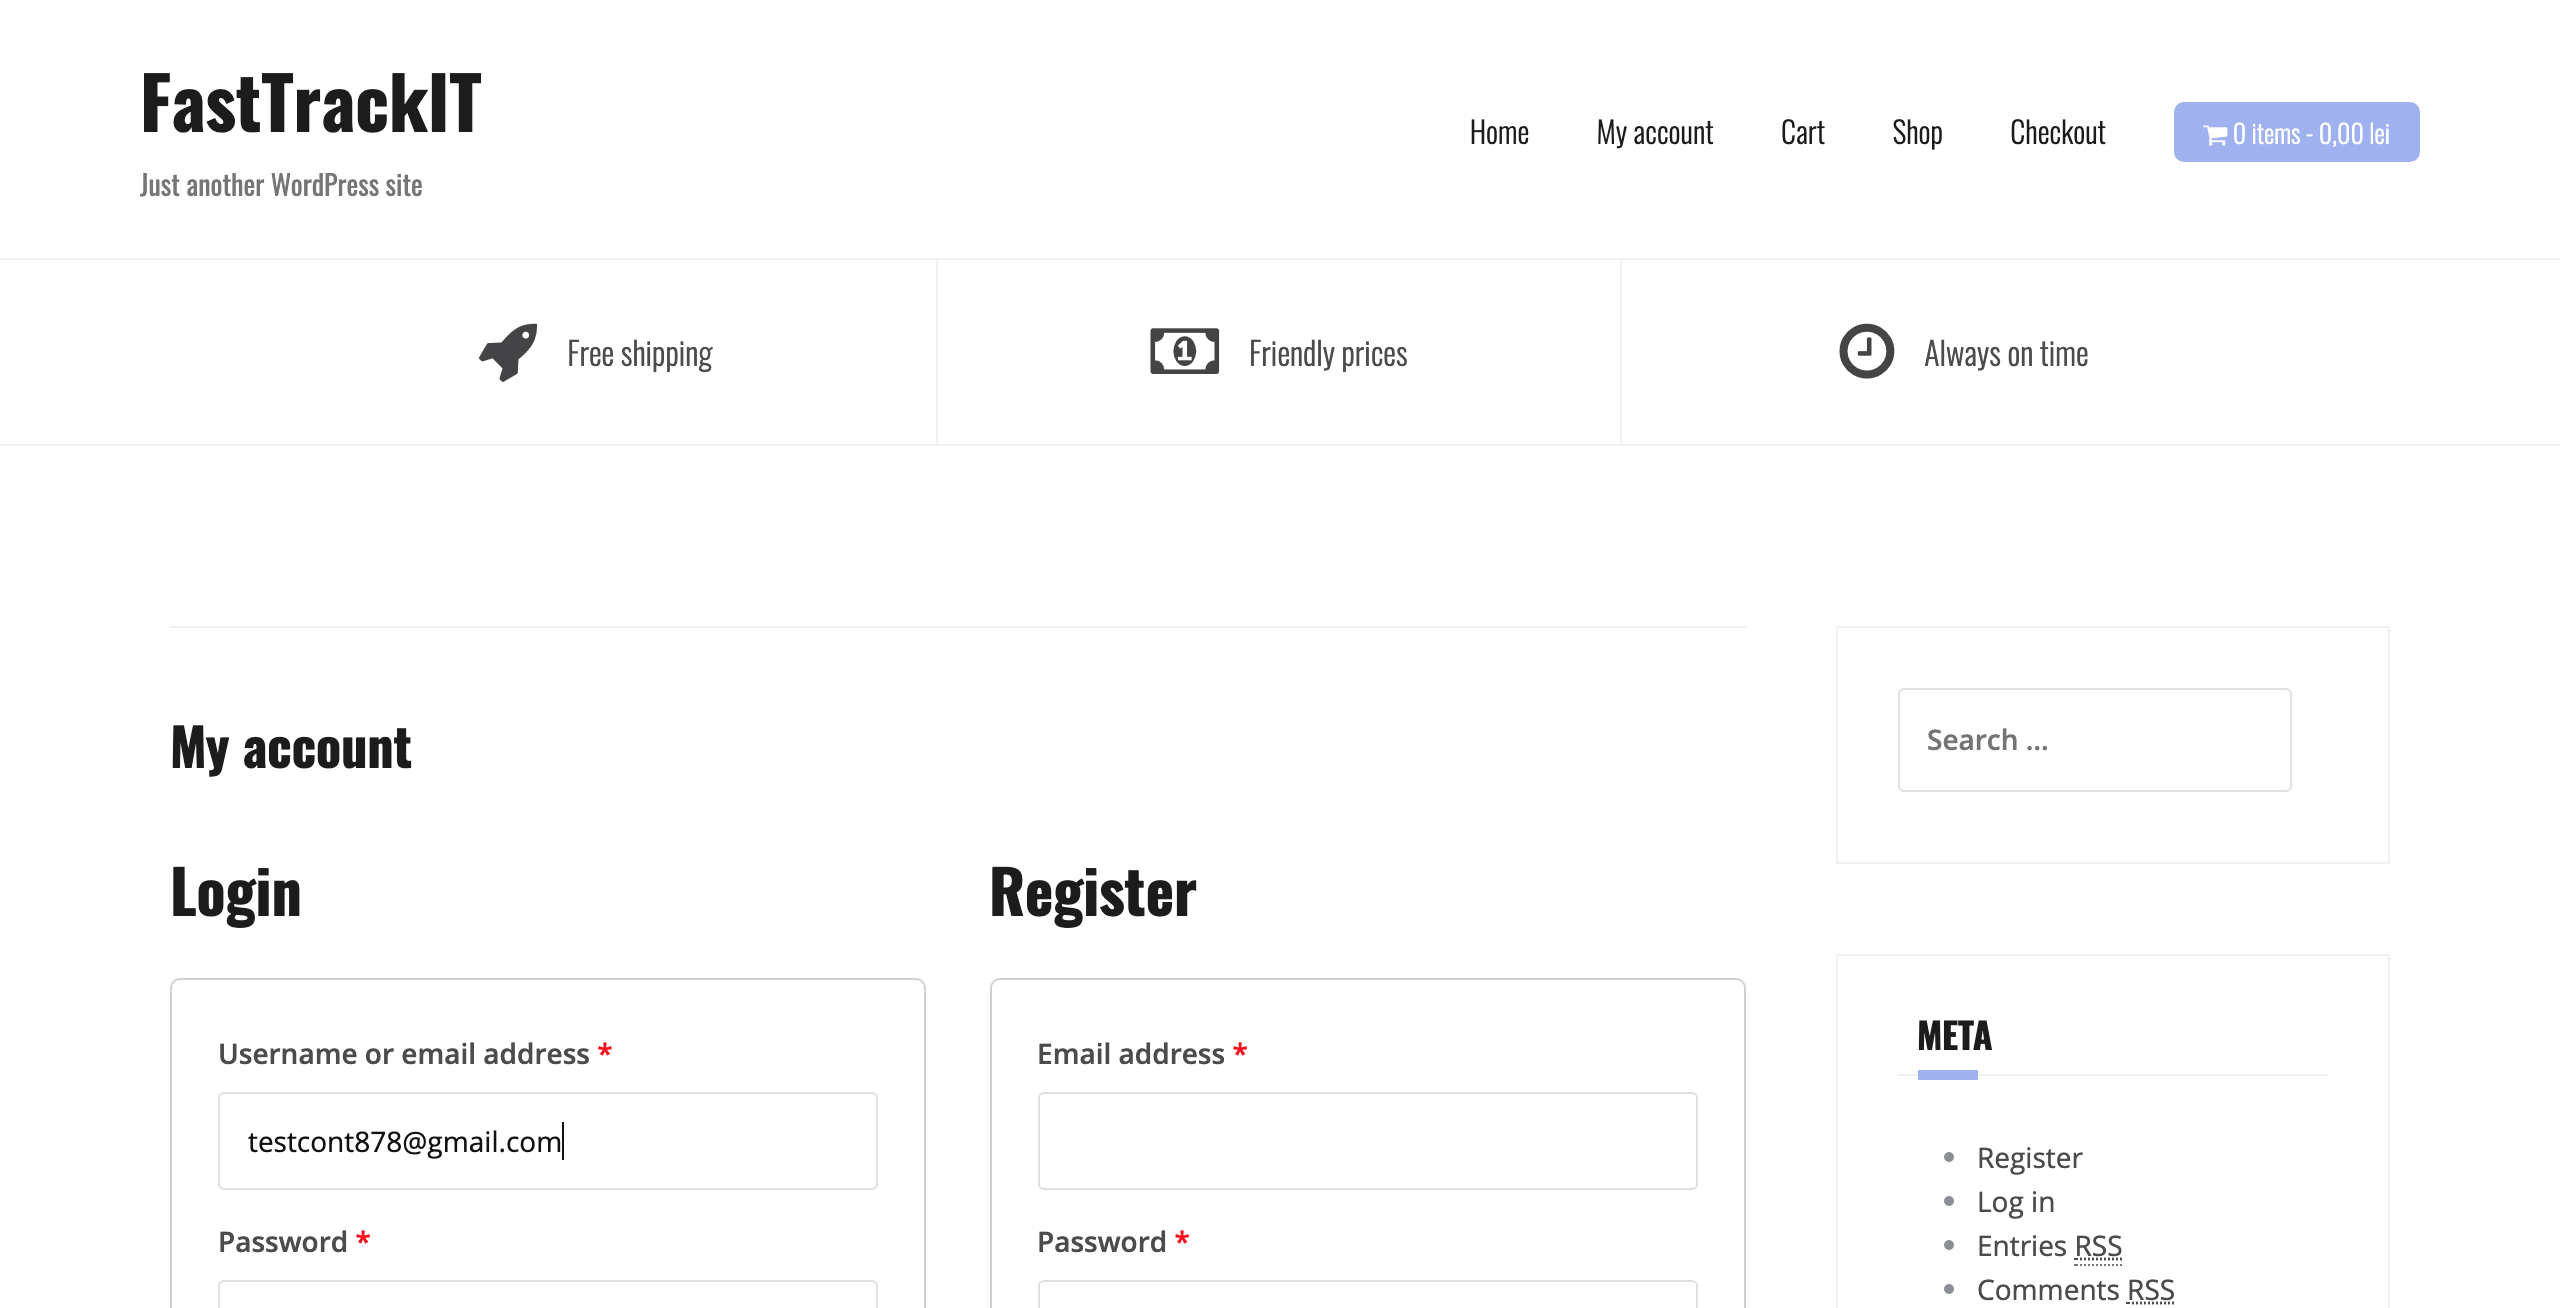 FastTrackIT
Just another WordPress site
Home
My account
Cart
Shop
Checkout
0 items - 0,00 lei
Free shipping
1
Friendly prices
Always on time
My account
Login
Username or email address *
testcont878@gmail.com
Password *
Register
Email address *
Password *
Search ...
META
Register
Log in
Entries RSS
Comments RSS